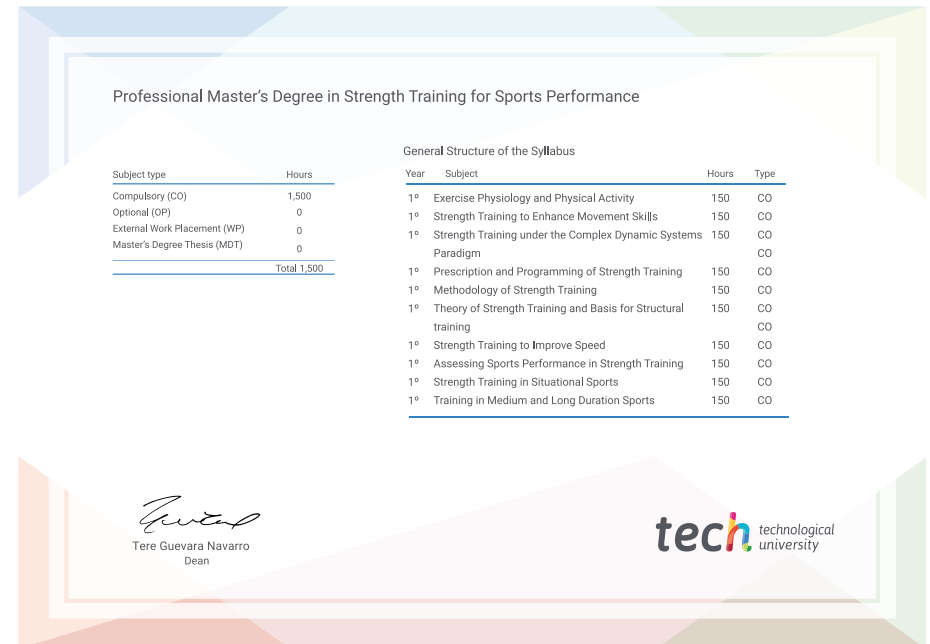 Professional Master's Degree in Strength Training for Sports Performance
General Structure of the Syllabus
Subject type Hours
Compulsory (CO) 1,500
Optional (OP) 0
External Work Placement (WP) 0
Master's Degree Thesis (MDT) 0
Total 1,500
Year Subject Hours Type
1º Exercise Physiology and Physical Activity 150 CO
1º Strength Training to Enhance Movement Skills 150 CO
1º Strength Training under the Complex Dynamic Systems 150 CO
Paradigm CO
1º Prescription and Programming of Strength Training 150 CO
1º Methodology of Strength Training 150 CO
1º Theory of Strength Training and Basis for Structural 150 CO
training CO
1º Strength Training to Improve Speed 150 CO
1º Assessing Sports Performance in Strength Training 150 CO
1º Strength Training in Situational Sports 150 CO
1º Training in Medium and Long Duration Sports 150 CO
Tere Guevara Navarro
Dean
tech technological
university